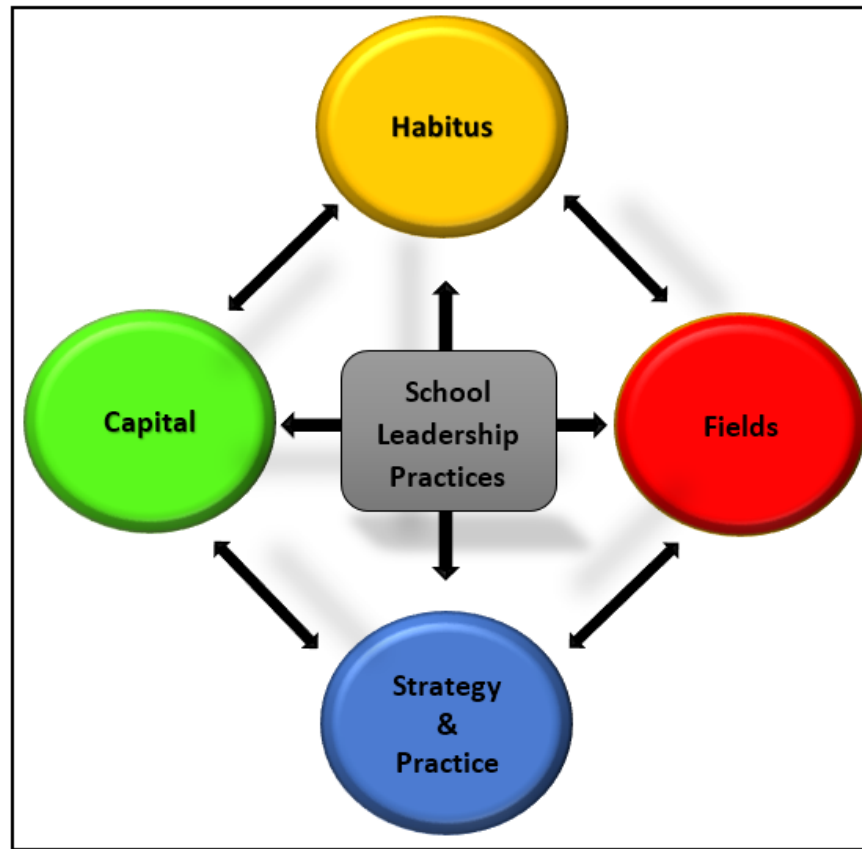 Habitus
Capital
School
Leadership
Practices
Fields
Strategy
&
Practice